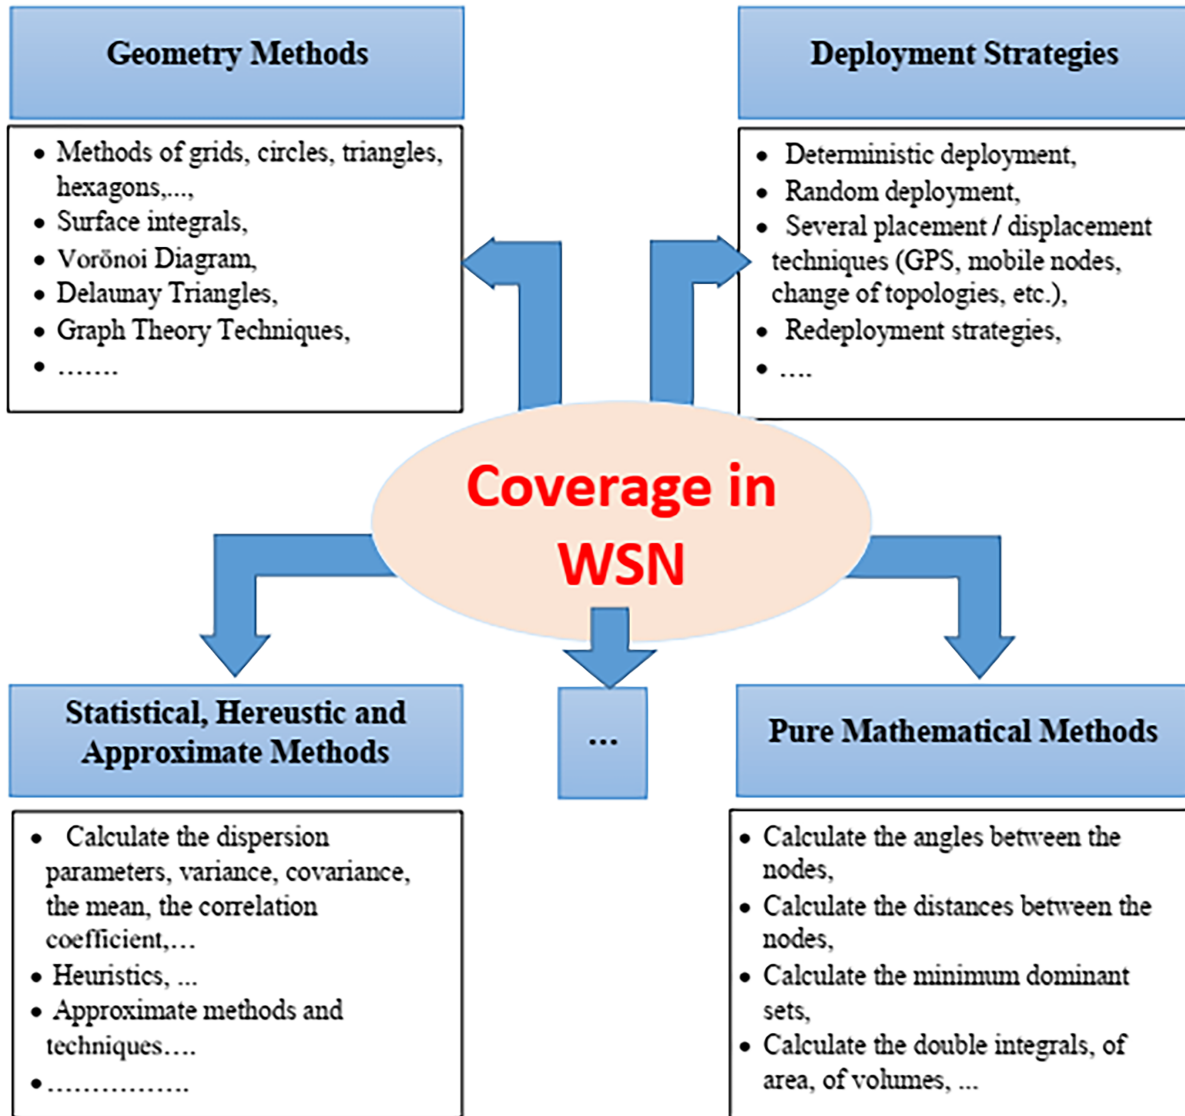 Geometry Methods
• Methods of grids, circles, triangles,
hexagons,...,
• Surface integrals,
• Vorōnoi Diagram,
• Delaunay Triangles,
• Graph Theory Techniques,
• .......
Deployment Strategies
• Deterministic deployment,
• Random deployment,
• Several placement / displacement
techniques (GPS, mobile nodes,
change of topologies, etc.),
• Redeployment strategies,
• ....
Coverage in
WSN
Statistical, Hereustic and
Approximate Methods
• Calculate the dispersion
parameters, variance, covariance,
the mean, the correlation
coefficient,...
• Heuristics, ...
• Approximate methods and
techniques....
• ................
...
Pure Mathematical Methods
• Calculate the angles between the
nodes,
• Calculate the distances between the
nodes,
• Calculate the minimum dominant
sets,
• Calculate the double integrals, of
area, of volumes, ...